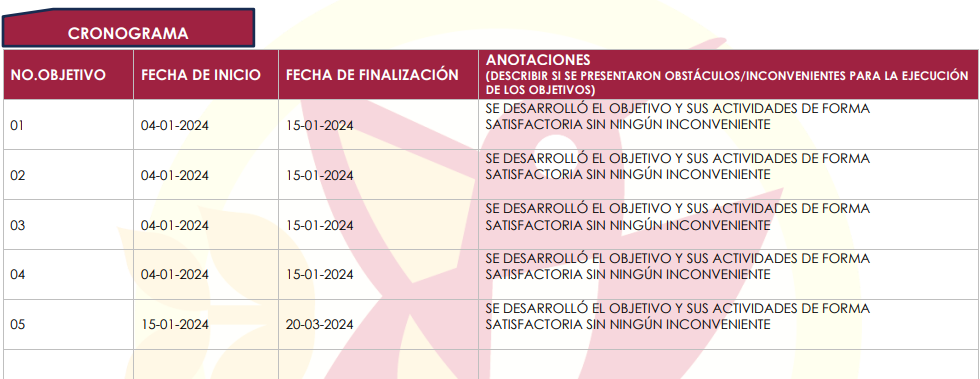 CRONOGRAMA
NO.OBJETIVO FECHA DE INICIO FECHA DE FINALIZACIÓN ANOTACIONES
(DESCRIBIR SI SE PRESENTARON OBSTÁCULOS/INCONVENIENTES PARA LA EJECUCIÓN
DE LOS OBJETIVOS)
01 04-01-2024 15-01-2024 SE DESARROLLÓ EL OBJETIVO Y SUS ACTIVIDADES DE FORMA
SATISFACTORIA SIN NINGÚN INCONVENIENTE
02 04-01-2024 15-01-2024 SE DESARROLLÓ EL OBJETIVO Y SUS ACTIVIDADES DE FORMA
SATISFACTORIA SIN NINGÚN INCONVENIENTE
03 04-01-2024 15-01-2024 SE DESARROLLÓ EL OBJETIVO Y SUS ACTIVIDADES DE FORMA
SATISFACTORIA SIN NINGÚN INCONVENIENTE
04 04-01-2024 15-01-2024 SE DESARROLLÓ EL OBJETIVO Y SUS ACTIVIDADES DE FORMA
SATISFACTORIA SIN NINGÚN INCONVENIENTE
05 15-01-2024 20-03-2024 SE DESARROLLÓ EL OBJETIVO Y SUS ACTIVIDADES DE FORMA
SATISFACTORIA SIN NINGÚN INCONVENIENTE